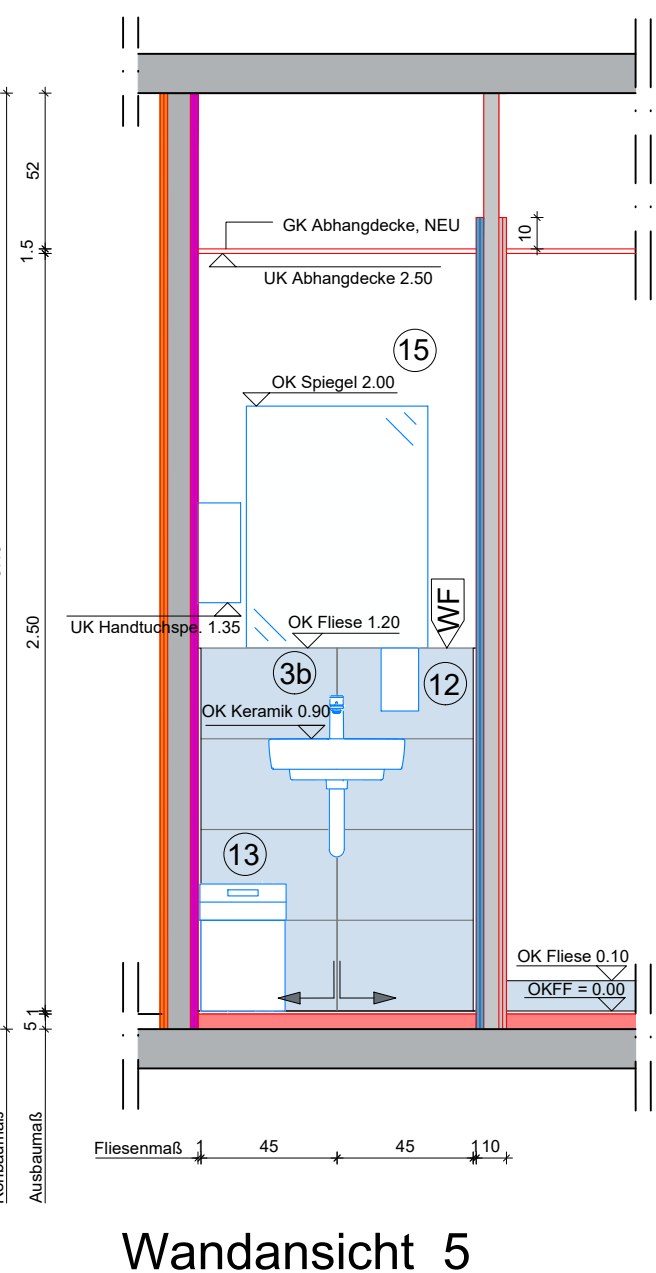 52
GK Abhangdecke, NEU
10
1.5
UK Abhangdecke 2.50
15
OK Spiegel 2.00
WF
2.50
UK Handtuchspe. 1.35
OK Fliese 1.20
3b
12
OK Keramik 0.90
13
OK Fliese 0.10
OKFF = 0.00
1
5
Ausbaumaß
Fliesenmaß 1 45 45 1 10
Wandansicht 5